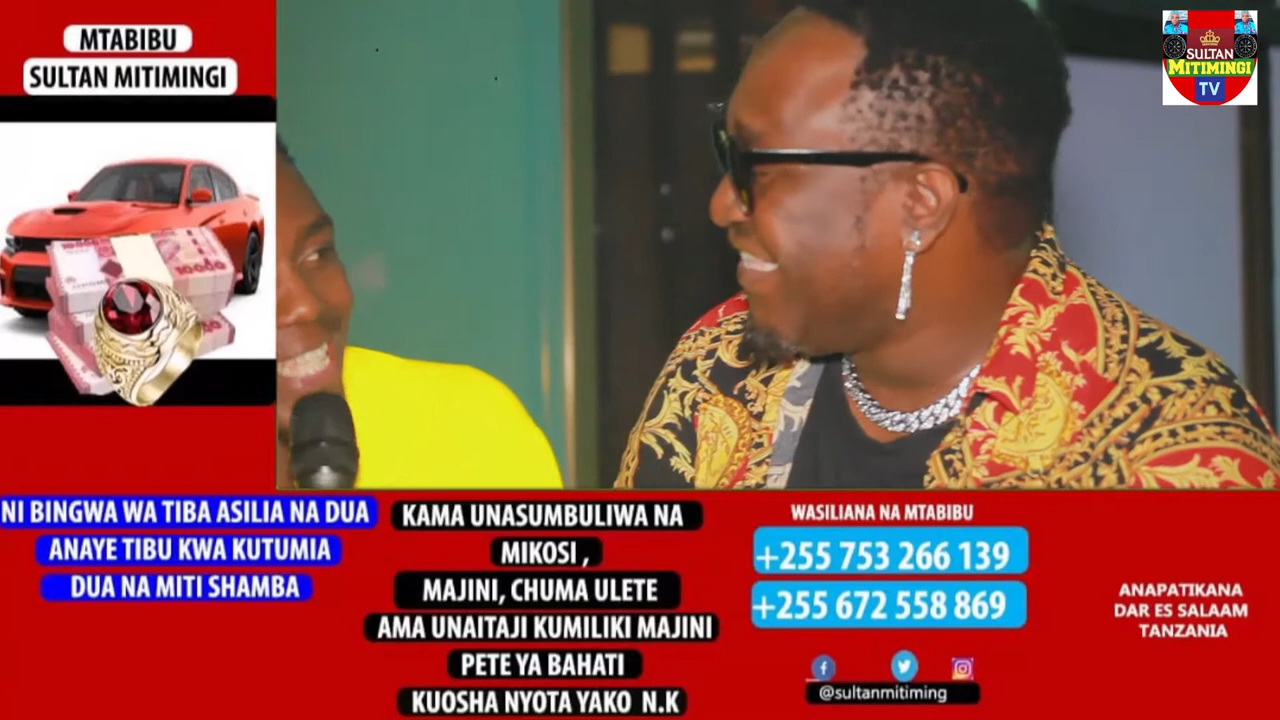 MTABIBU
SULTAN MITIMINGI
SULTAN
MITIMINGI
TV
10000
NI BINGWA WA TIBA ASILIA NA DUA
ANAYE TIBU KWA KUTUMIA
DUA NA MITI SHAMBA
KAMA UNASUMBULIWA NA
MIKOSI ,
MAJINI, CHUMA ULETE
AMA UNAITAJI KUMILIKI MAJINI
PETE YA BAHATI
KUOSHA NYOTA YAKO N.K
WASILIANA NA MTABIBU
+255 753 266 139
+255 672 558 869
@sultanmitiming
ANAPATIKANA
DAR ES SALAAM
TANZANIA